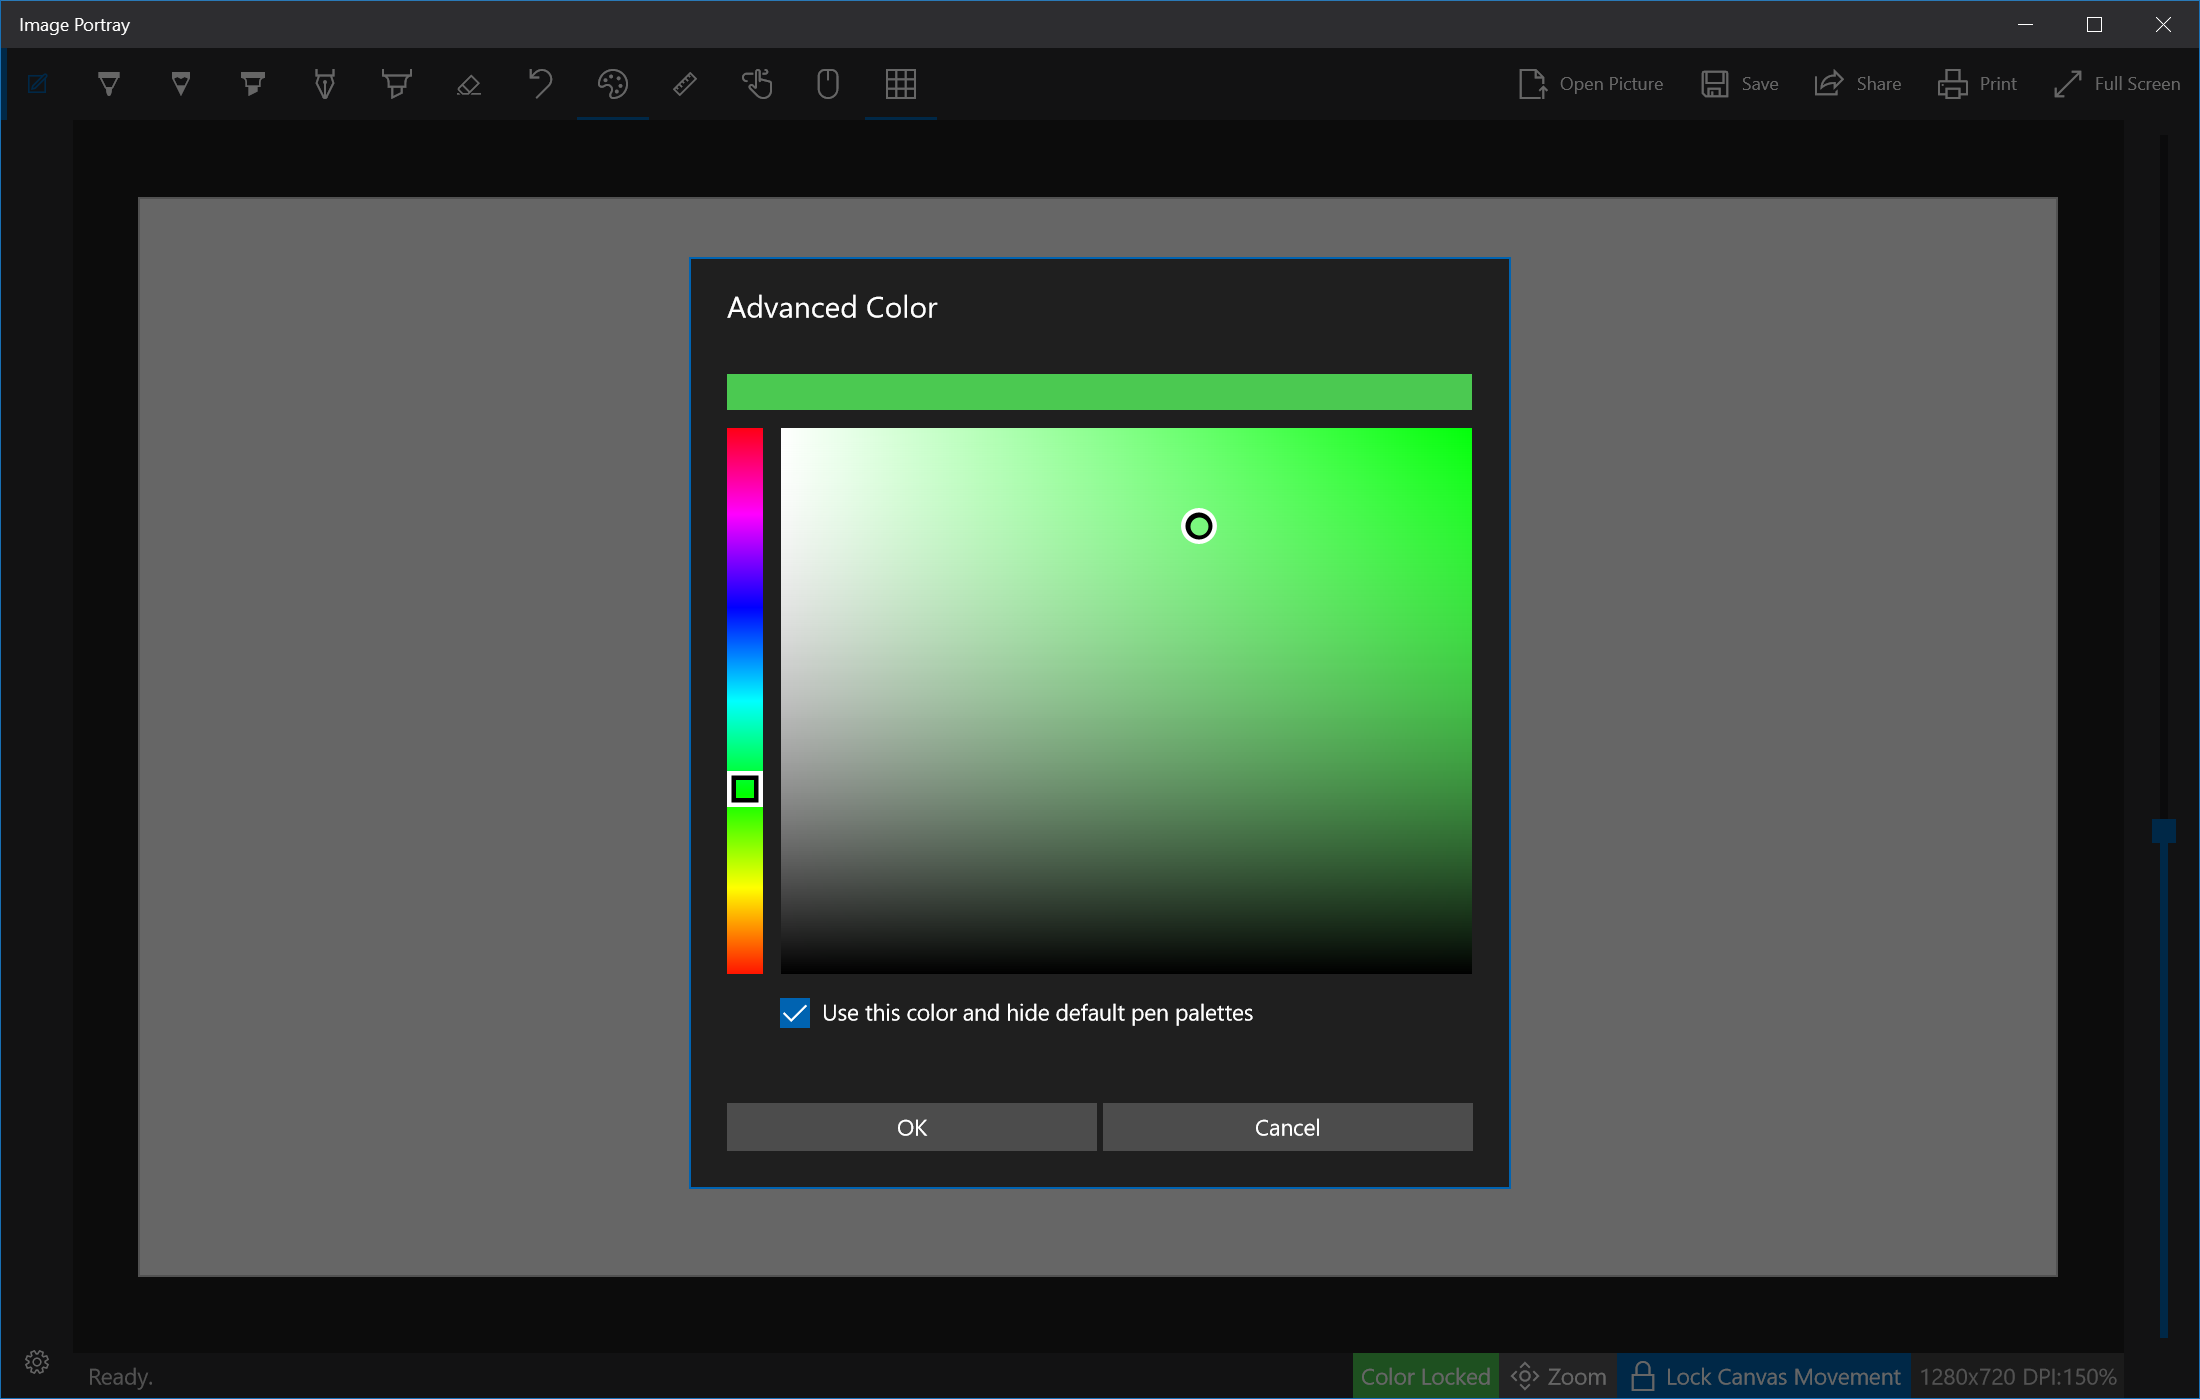 Image Portray
Open Picture Save Share Print Full Screen
Advanced Color
Use this color and hide default pen palettes
OK Cancel
Ready. Color Locked Zoom Lock Canvas Movement 1280x720 DPI:150%